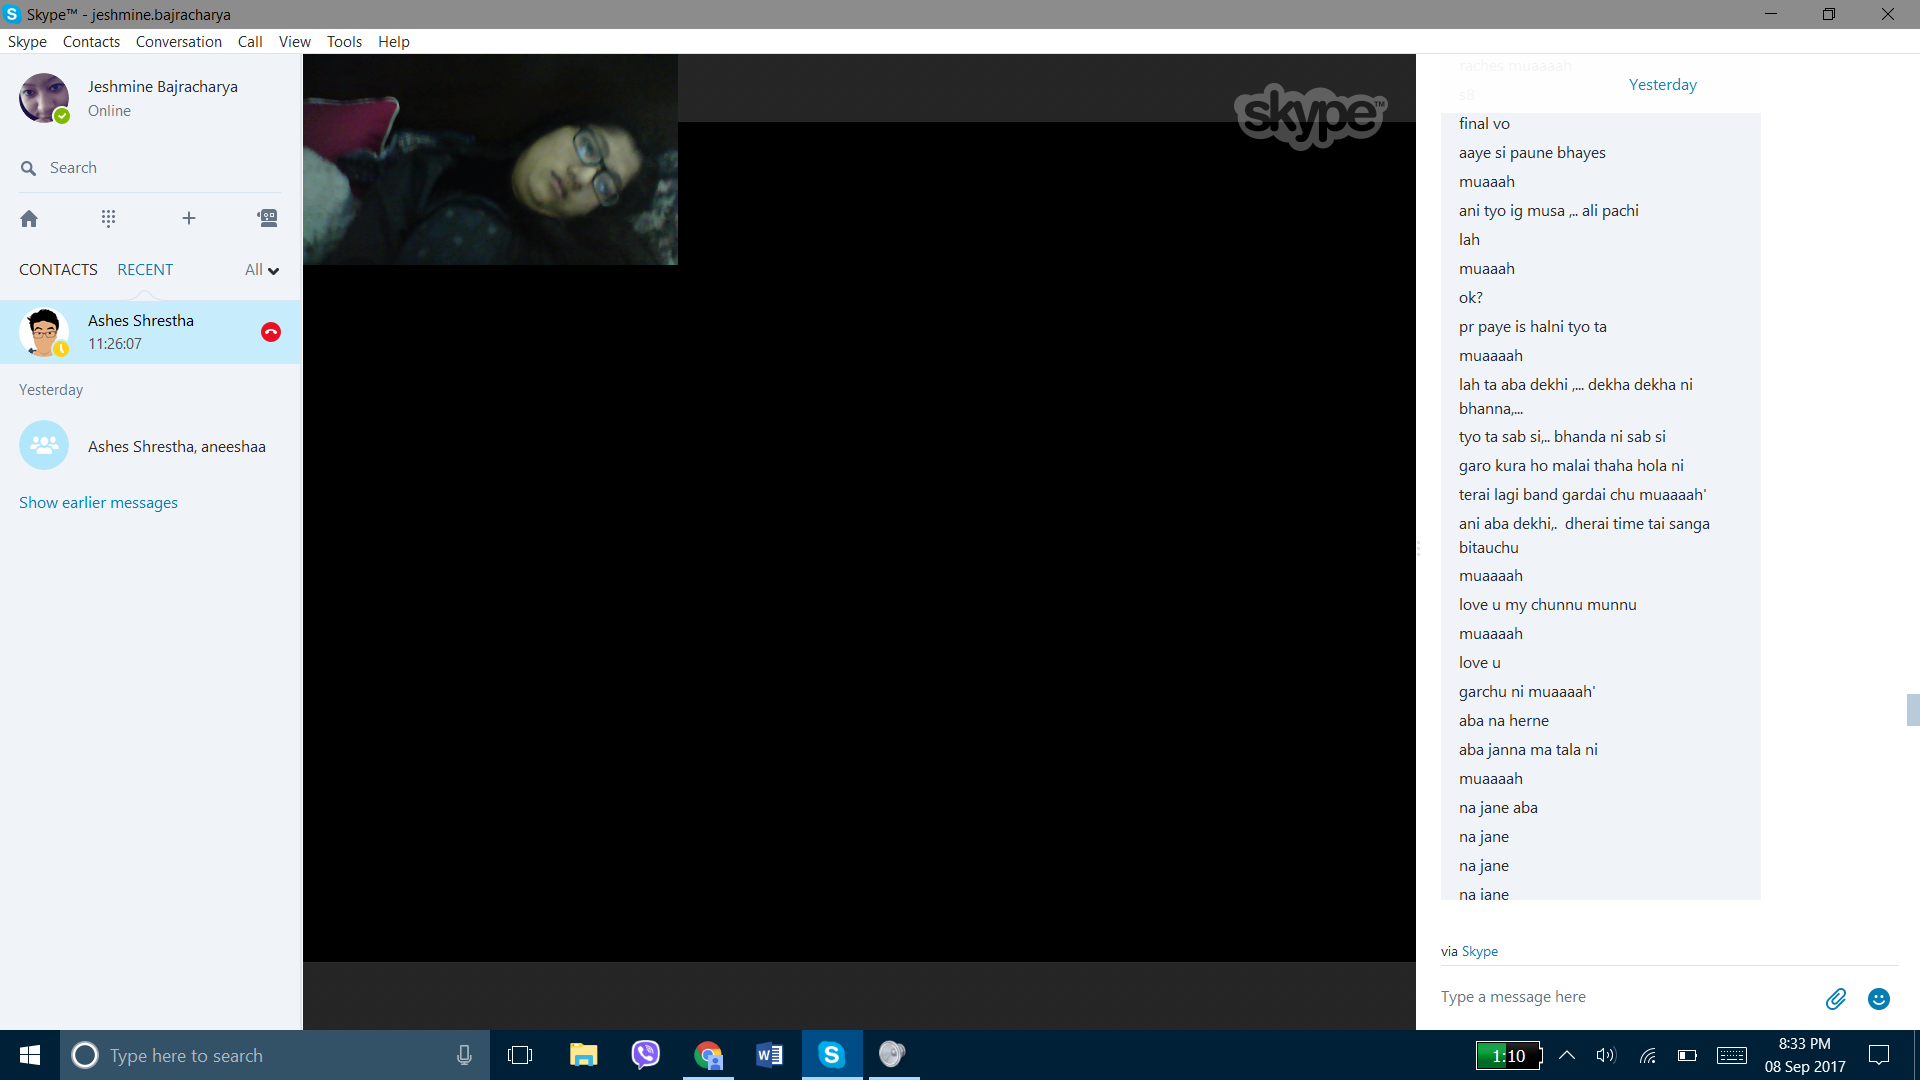 Skype™ - jeshmine.bajracharya
Skype Contacts Conversation Call View Tools Help
Jeshmine Bajracharya
Online
Search
CONTACTS RECENT All
Ashes Shrestha
11:26:07
Yesterday
Ashes Shrestha, aneeshaa
Show earlier messages
skype™
raches muaaaah
Yesterday
s8
final vo
aaye si paune bhayes
muaaah
ani tyo ig musa ,.. ali pachi
lah
muaaah
ok?
pr paye is halni tyo ta
muaaaah
lah ta aba dekhi ,... dekha dekha ni
bhanna,...
tyo ta sab si,.. bhanda ni sab si
garo kura ho malai thaha hola ni
terai lagi band gardai chu muaaaah'
ani aba dekhi,.  dherai time tai sanga
bitauchu
muaaaah
love u my chunnu munnu
muaaaah
love u
garchu ni muaaaah'
aba na herne
aba janna ma tala ni
muaaaah
na jane aba
na jane
na jane
na jane
via Skype
Type a message here
Type here to search
1:10
8:33 PM
08 Sep 2017